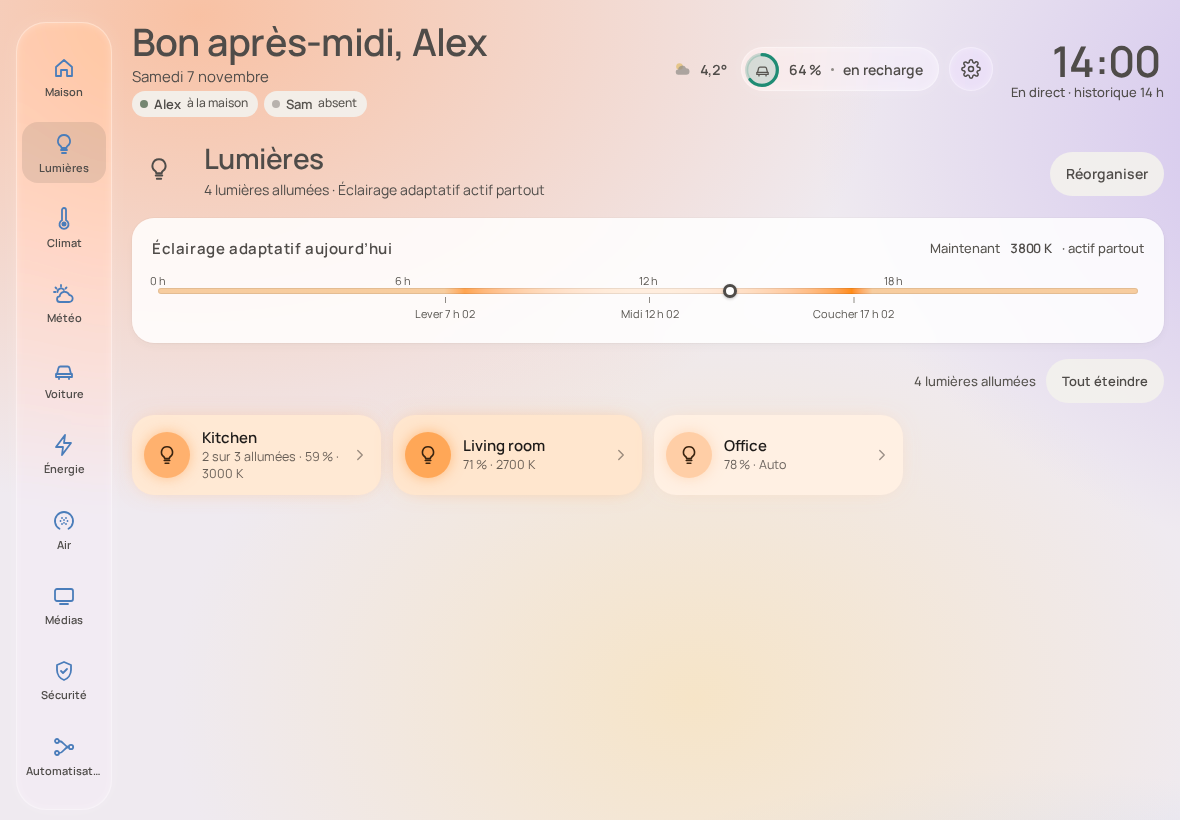 Bon après-midi, Alex
Samedi 7 novembre
Alex à la maison
Sam absent
4,2°
64 % • en recharge
14:00
En direct · historique 14 h
Maison
Lumières
Climat
Météo
Voiture
Énergie
Air
Médias
Sécurité
Automatisat…
Lumières
4 lumières allumées · Éclairage adaptatif actif partout
Réorganiser
Éclairage adaptatif aujourd’hui
Maintenant 3800 K · actif partout
0 h 6 h 12 h 18 h
Lever 7 h 02 Midi 12 h 02 Coucher 17 h 02
4 lumières allumées
Tout éteindre
Kitchen
2 sur 3 allumées · 59 % ·
3000 K
Living room
71 % · 2700 K
Office
78 % · Auto